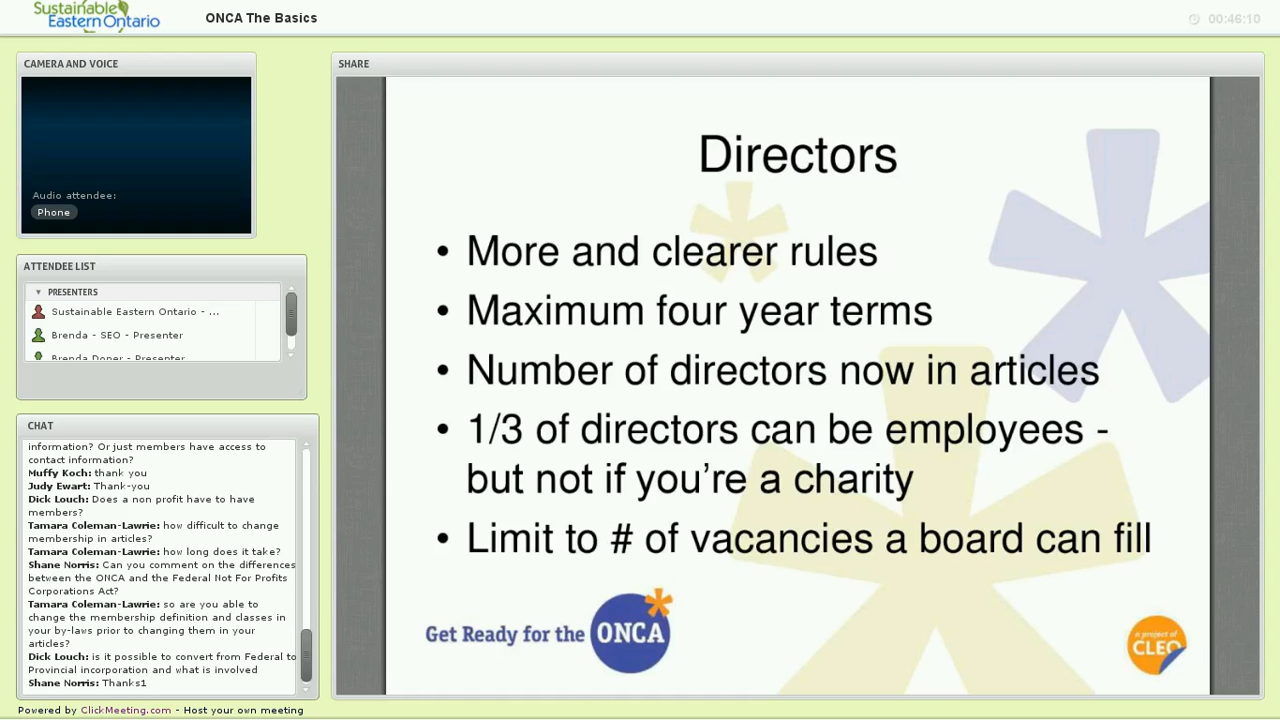 Sustainable
Eastern Ontario
ONCA The Basics
00:46:10
CAMERA AND VOICE
Audio attendee:
Phone
ATTENDEE LIST
PRESENTERS
Sustainable Eastern Ontario - ...
Brenda - SEO - Presenter
Brenda Doner - Presenter
CHAT
information? Or just members have access to
contact information?
Muffy Koch: thank you
Judy Ewart: Thank-you
Dick Louch: Does a non profit have to have
members?
Tamara Coleman-Lawrie: how difficult to change
membership in articles?
Tamara Coleman-Lawrie: how long does it take?
Shane Norris: Can you comment on the differences
between the ONCA and the Federal Not For Profits
Corporations Act?
Tamara Coleman-Lawrie: so are you able to
change the membership definition and classes in
your by-laws prior to changing them in your
articles?
Dick Louch: is it possible to convert from Federal to
Provincial incorporation and what is involved
Shane Norris: Thanks1
Powered by ClickMeeting.com - Host your own meeting
SHARE
Directors
• More and clearer rules
• Maximum four year terms
• Number of directors now in articles
• 1/3 of directors can be employees -
but not if you're a charity
• Limit to # of vacancies a board can fill
Get Ready for the ONCA
a project of
CLEO